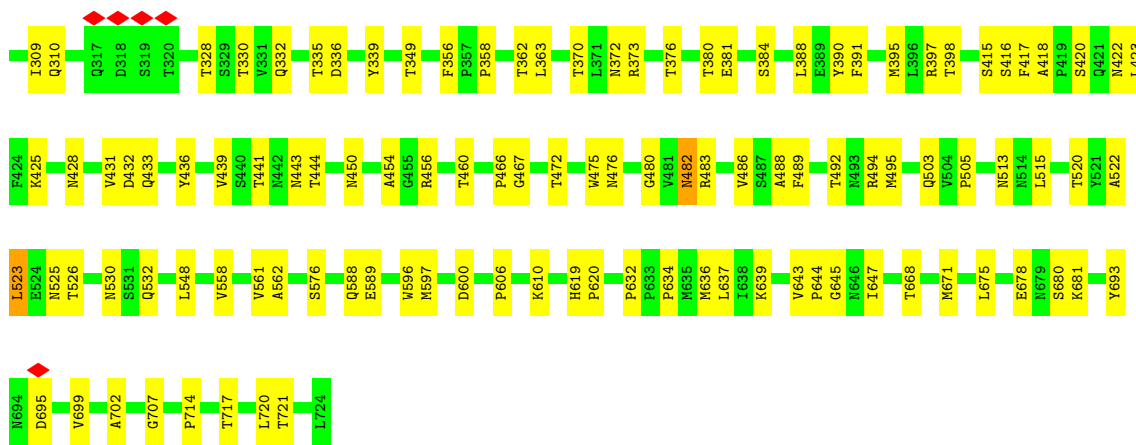 I309 Q310 Q317 D318 S319 T320 T328 S329 T330 V331 Q332 T335 D336 Y339 T349 F356 P357 P358 T362 L363 T370 L371 N372 R373 T376 T380 E381 S384 L388 E389 Y390 F391 M395 L396 R397 T398 S415 S416 F417 A418 P419 S420 Q421 N422 L423
F424 K425 N428 V431 D432 Q433 Y436 V439 S440 T441 N442 N443 T444 N450 A454 G455 R456 T460 P466 G467 T472 W475 N476 G480 V481 N482 R483 V486 S487 A488 F489 T492 N493 R494 M495 Q503 V504 P505 N513 N514 L515 T520 Y521 A522
L523 E524 N525 T526 N530 S531 Q532 L548 V558 V561 A562 S576 Q588 E589 W596 M597 D600 P606 K610 H619 P620 P632 P633 P634 M635 M636 L637 I638 K639 V643 P644 G645 N646 I647 T668 M671 L675 E678 N679 S680 K681 Y693
N694 D695 V699 A702 G707 P714 T717 L720 T721 L724